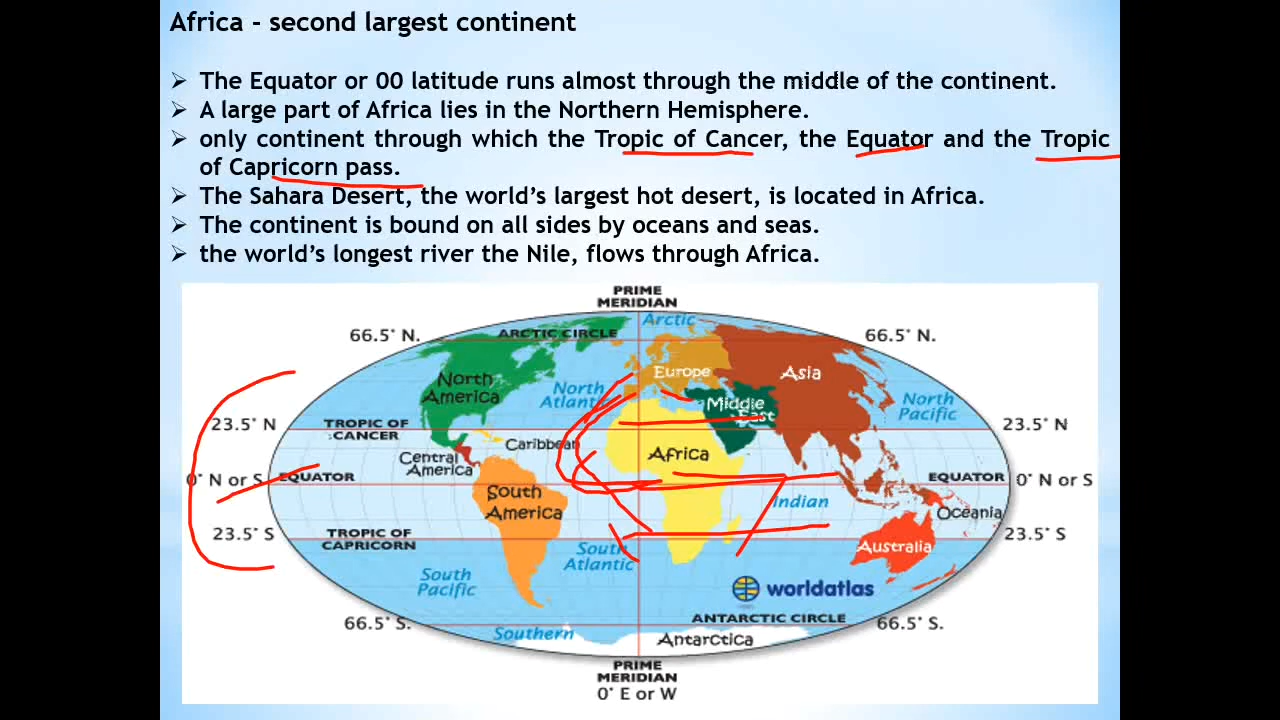 Africa - second largest continent
➢ The Equator or 00 latitude runs almost through the middle of the continent.
➢ A large part of Africa lies in the Northern Hemisphere.
➢ only continent through which the Tropic of Cancer, the Equator and the Tropic
of Capricorn pass.
➢ The Sahara Desert, the world's largest hot desert, is located in Africa.
➢ The continent is bound on all sides by oceans and seas.
➢ the world's longest river the Nile, flows through Africa.
PRIME
MERIDIAN
Arctic
66.5° N.
ARCTIC CIRCLE
66.5° N.
Europe
Asia
North
America
North
Atlantic
Middle
East
North
Pacific
23.5° N
TROPIC OF
CANCER
23.5° N
Caribbean
Africa
Central
America
0° N or S
EQUATOR
EQUATOR
0° N or S
South
America
Indian
Oceania
23.5° S
TROPIC OF
CAPRICORN
23.5° S
Australia
South
Atlantic
South
Pacific
worldatlas
ANTARCTIC CIRCLE
66.5° S.
66.5° S.
Southern
Antarctica
PRIME
MERIDIAN
0° E or W